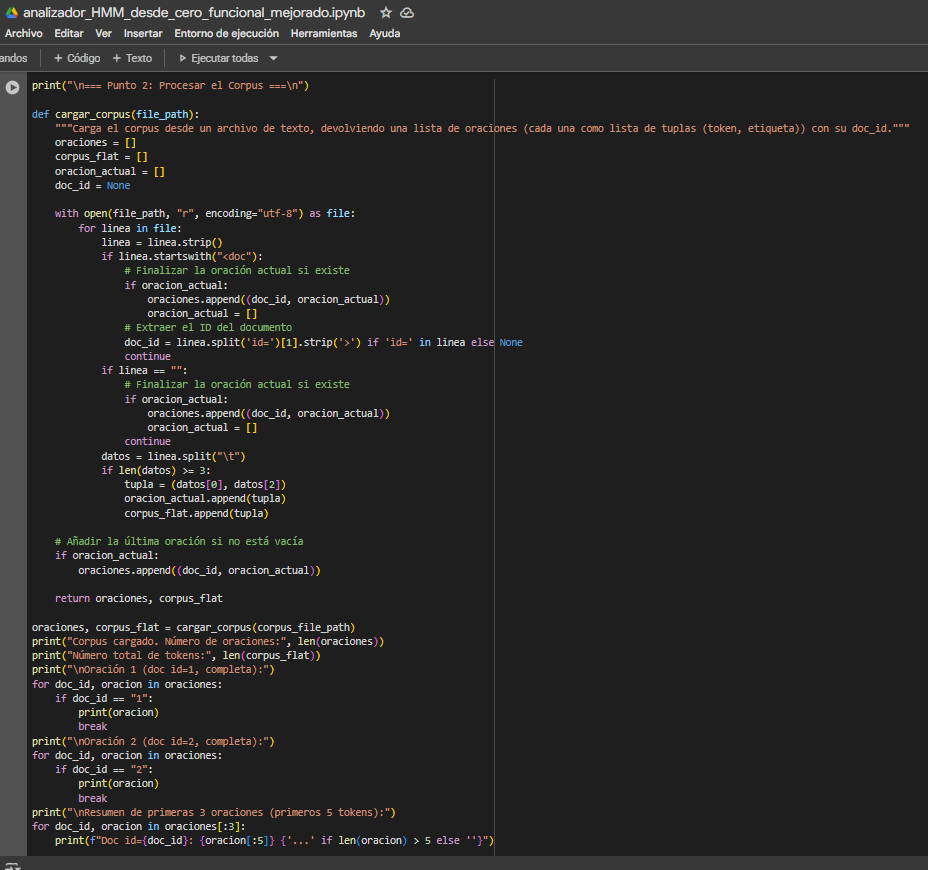 analizador_HMM_desde_cero_funcional_mejorado.ipynb
Archivo Editar Ver Insertar Entorno de ejecución Herramientas Ayuda
andos + Código + Texto Ejecutar todas
print("\n=== Punto 2: Procesar el Corpus ===\n")
def cargar_corpus(file_path):
"""Carga el corpus desde un archivo de texto, devolviendo una lista de oraciones (cada una como lista de tuplas (token, etiqueta)) con su doc_id."""
oraciones = []
corpus_flat = []
oracion_actual = []
doc_id = None
with open(file_path, "r", encoding="utf-8") as file:
for linea in file:
linea = linea.strip()
if linea.startswith("<doc"):
# Finalizar la oración actual si existe
if oracion_actual:
oraciones.append((doc_id, oracion_actual))
oracion_actual = []
# Extraer el ID del documento
doc_id = linea.split('id=')[1].strip('>') if 'id=' in linea else None
continue
if linea == "":
# Finalizar la oración actual si existe
if oracion_actual:
oraciones.append((doc_id, oracion_actual))
oracion_actual = []
continue
datos = linea.split("\t")
if len(datos) >= 3:
tupla = (datos[0], datos[2])
oracion_actual.append(tupla)
corpus_flat.append(tupla)
# Añadir la última oración si no está vacía
if oracion_actual:
oraciones.append((doc_id, oracion_actual))
return oraciones, corpus_flat
oraciones, corpus_flat = cargar_corpus(corpus_file_path)
print("Corpus cargado. Número de oraciones:", len(oraciones))
print("Número total de tokens:", len(corpus_flat))
print("\nOración 1 (doc id=1, completa):")
for doc_id, oracion in oraciones:
if doc_id == "1":
print(oracion)
break
print("\nOración 2 (doc id=2, completa):")
for doc_id, oracion in oraciones:
if doc_id == "2":
print(oracion)
break
print("\nResumen de primeras 3 oraciones (primeros 5 tokens):")
for doc_id, oracion in oraciones[:3]:
print(f"Doc id={doc_id}: {oracion[:5]} {'...' if len(oracion) > 5 else ''}")